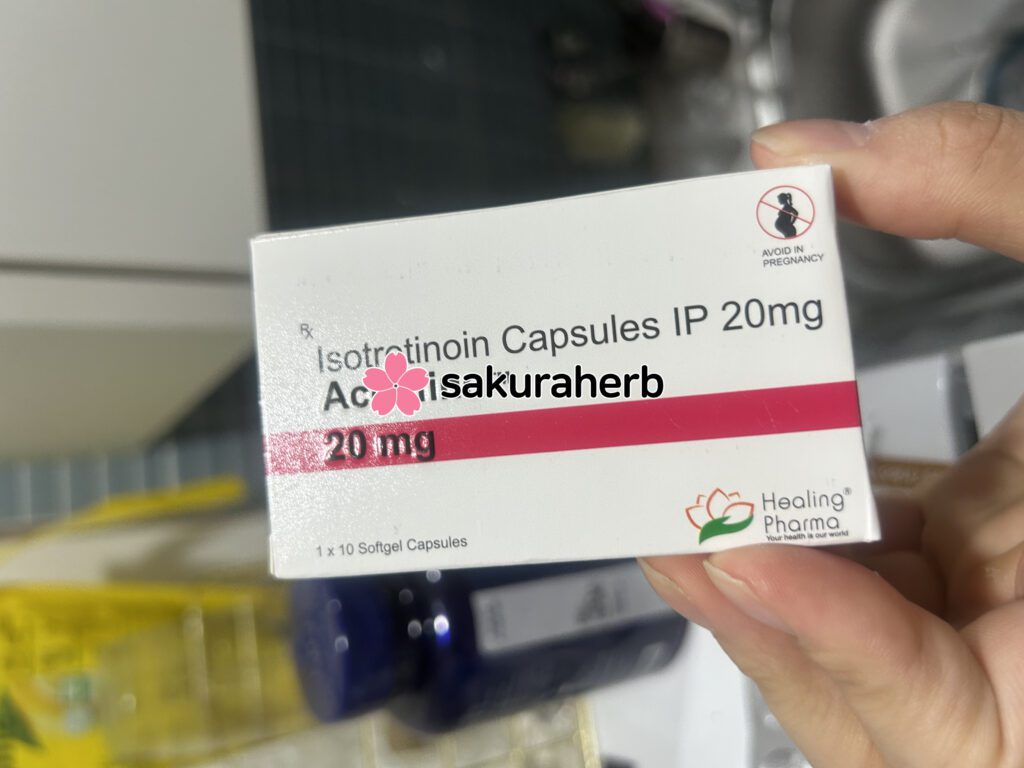 AVOID IN
PREGNANCY
Rx
Isotretinoin Capsules IP 20mg
sakuraherb
20 mg
1 x 10 Softgel Capsules
Healing®
Pharma
Your health is our world